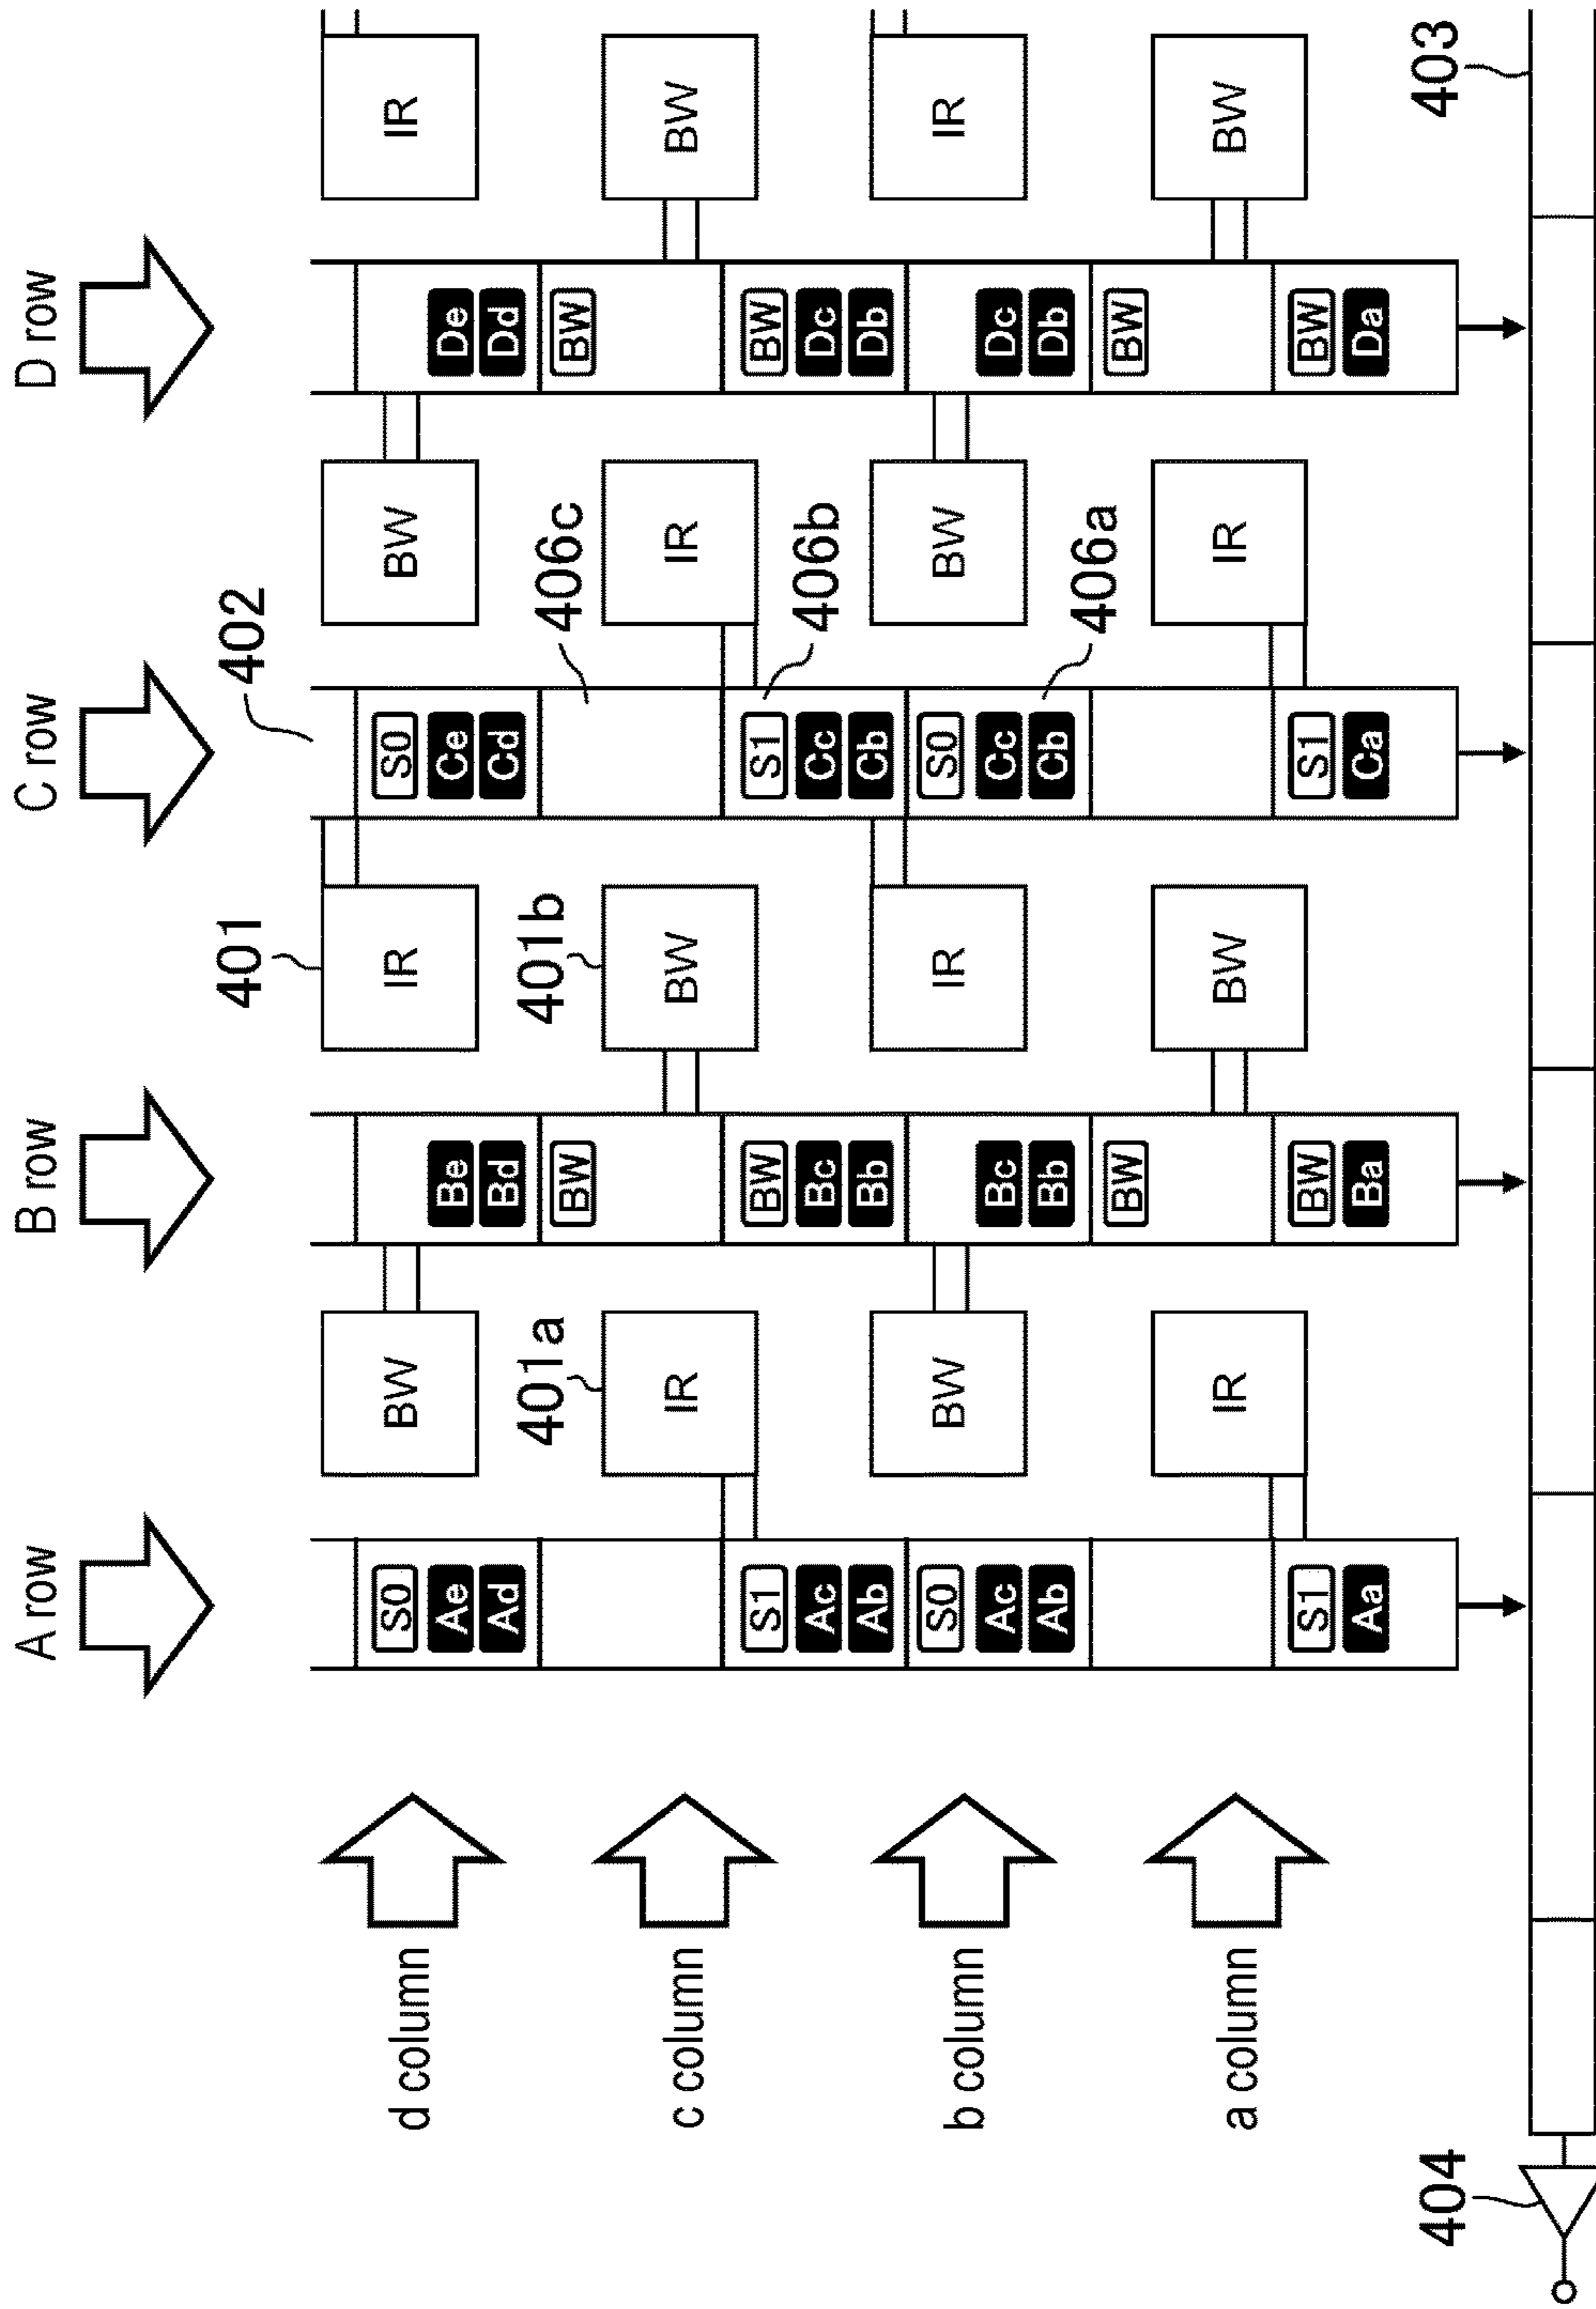 A row B row C row D row
401 402
d column S0 BW IR S0 BW IR
Ae Be Ce De
Ad Bd Cd Dd
401a 401b 406c
BW BW
c column IR BW IR BW
S1 BW S1 BW
Ac Bc Cc 406b Dc
Ab Bb Cb Db
b column S0 BW IR S0 BW IR
Ac Bc Cc Dc
Ab Bb Cb Db
406a
BW BW
a column IR BW IR BW
S1 BW S1 BW
Aa Ba Ca Da
404 403